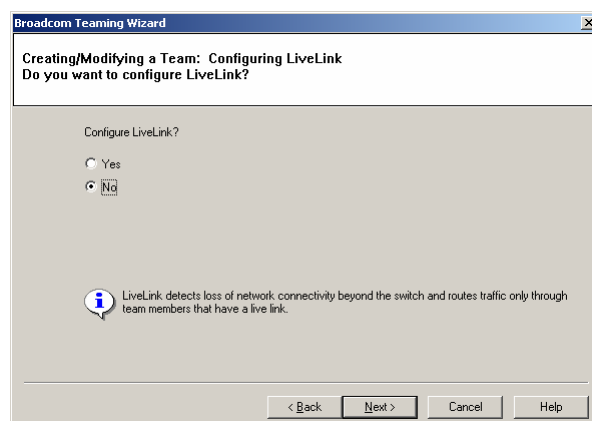 Broadcom Teaming Wizard
Creating/Modifying a Team: Configuring LiveLink
Do you want to configure LiveLink?
Configure LiveLink?
Yes
No
LiveLink detects loss of network connectivity beyond the switch and routes traffic only through
team members that have a live link.
< Back Next > Cancel Help